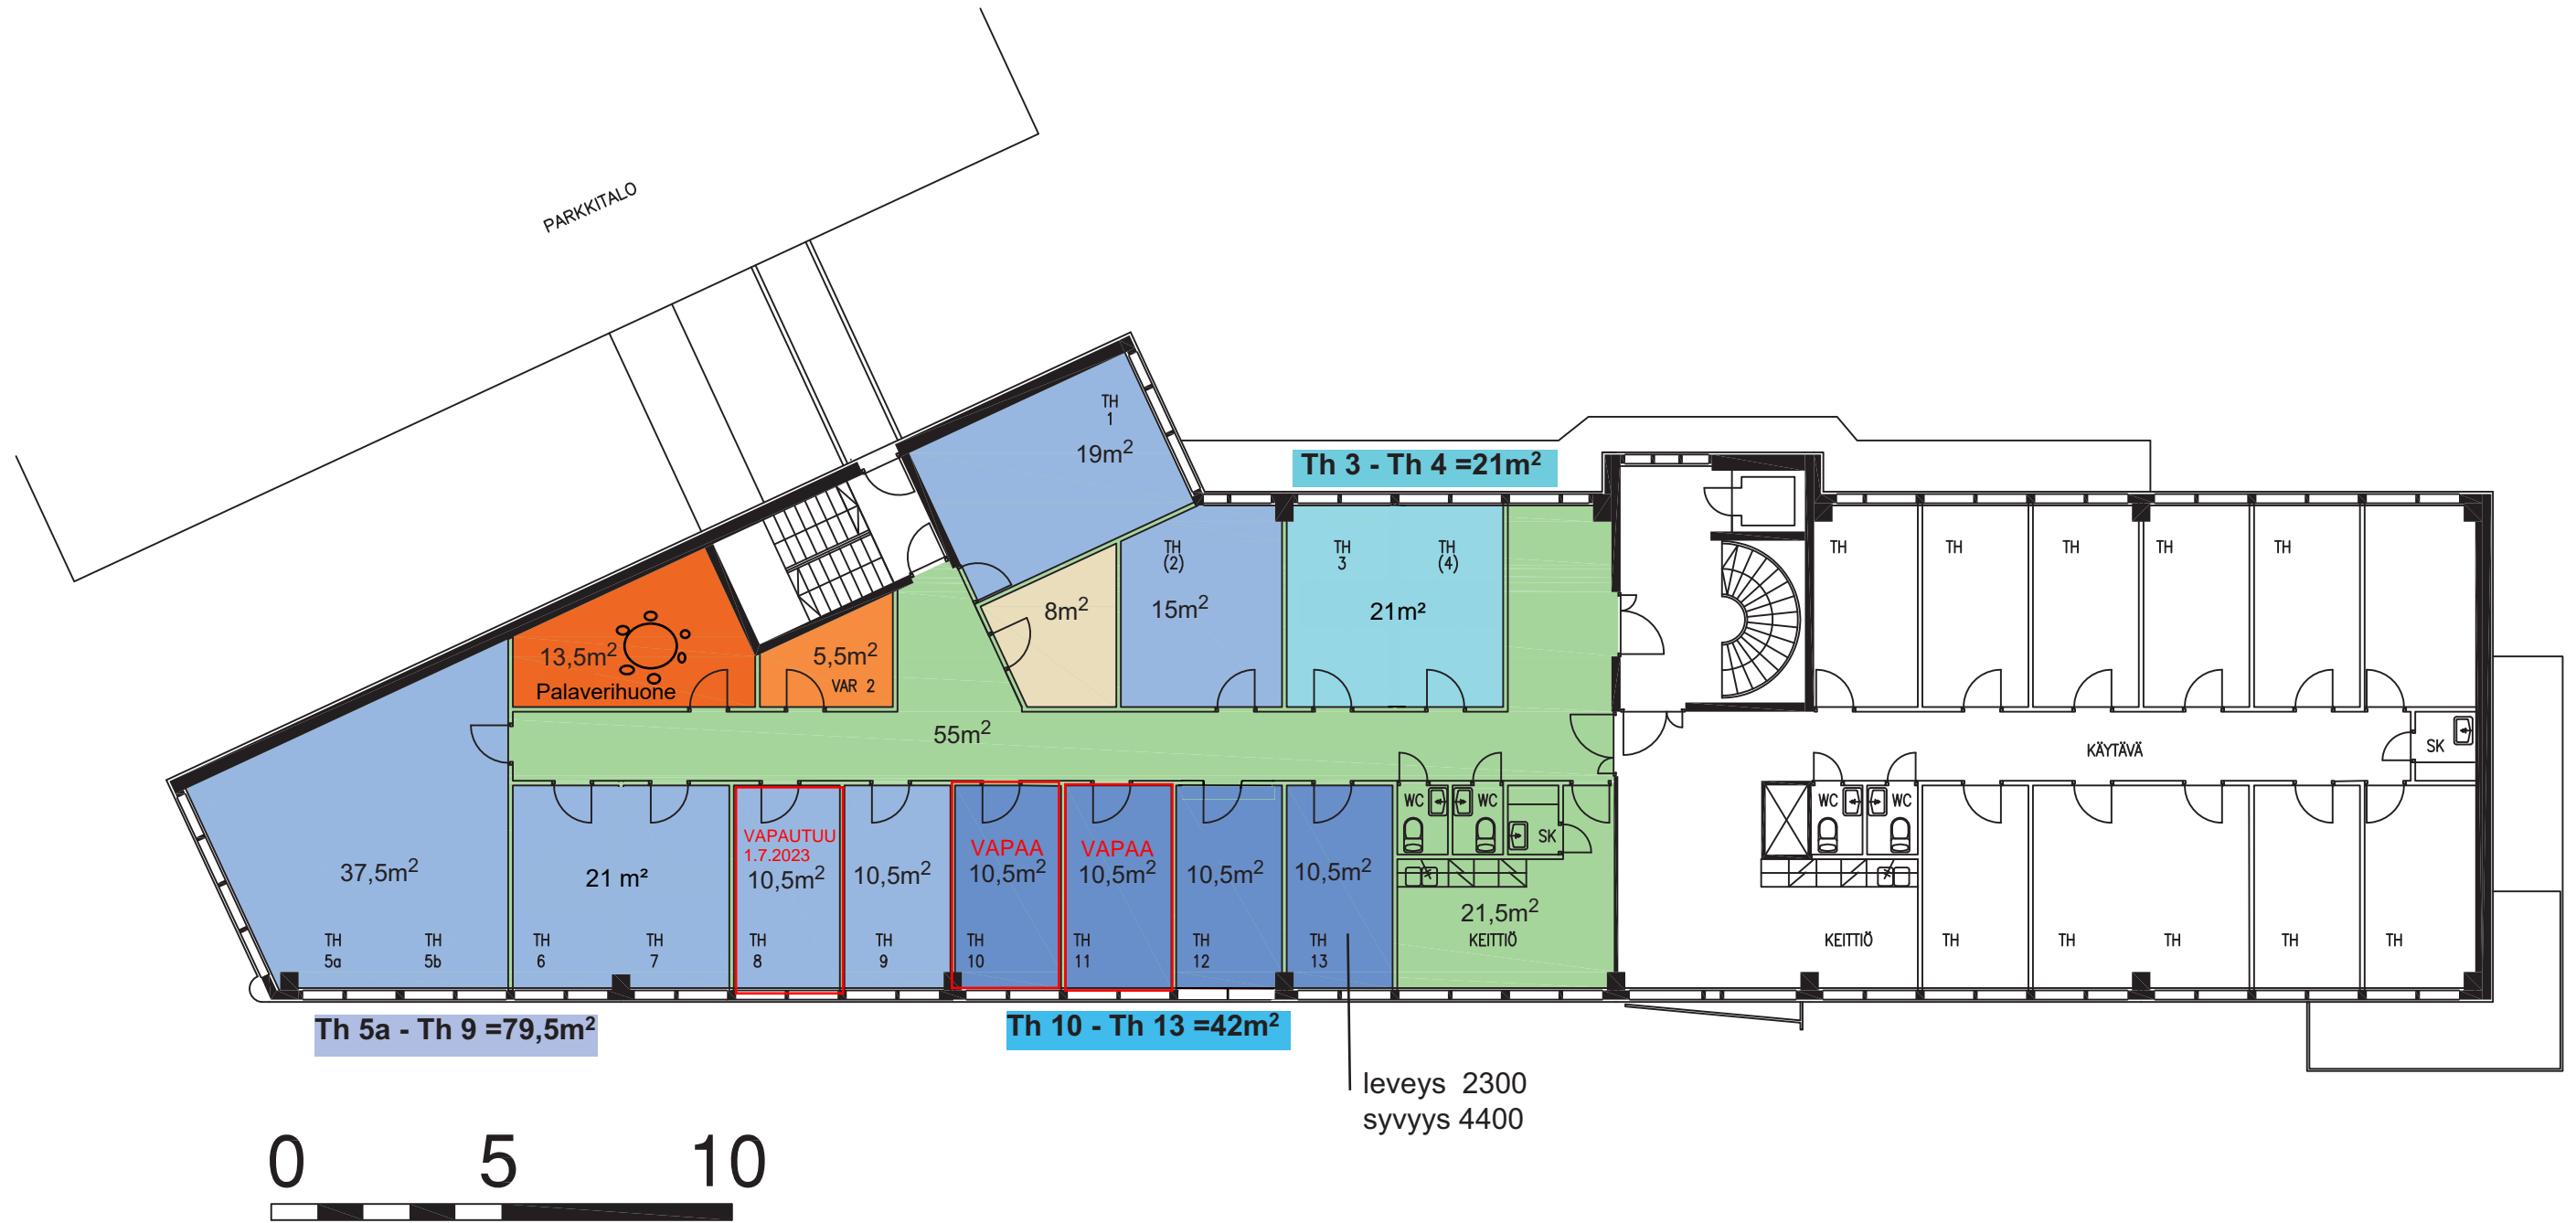 PARKKITALO
TH
1
19m²
Th 3 - Th 4 =21m²
TH
(2)
15m²
TH
3
TH
(4)
21m²
8m²
13,5m²
Palaverihuone
5,5m²
VAR 2
55m²
TH
TH
TH
TH
TH
KÄYTÄVÄ
SK
37,5m²
TH
5a
TH
5b
21 m²
TH
6
TH
7
VAPAUTUU
1.7.2023
10,5m²
TH
8
10,5m²
TH
9
VAPAA
10,5m²
TH
10
VAPAA
10,5m²
TH
11
10,5m²
TH
12
10,5m²
TH
13
WC
WC
SK
21,5m²
KEITTIÖ
WC
WC
KEITTIÖ
TH
TH
TH
TH
TH
Th 5a - Th 9 =79,5m²
Th 10 - Th 13 =42m²
leveys 2300
syvyys 4400
0 5 10